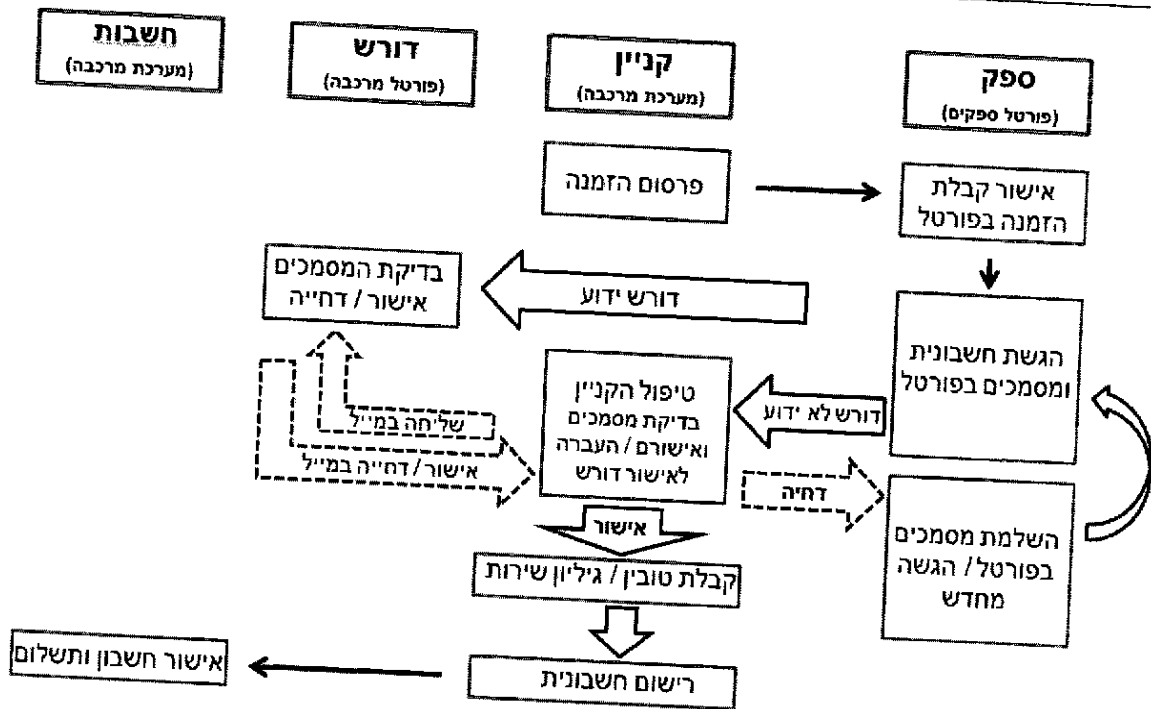 ספק
(פורטל ספקים)
קניין
(מערכת מרכבה)
דורש
(פורטל מרכבה)
חשבות
(מערכת מרכבה)
פרסום הזמנה
אישור קבלת
הזמנה בפורטל
הגשת חשבונית
ומסמכים בפורטל
דורש ידוע
בדיקת המסמכים
אישור / דחייה
דורש לא ידוע
טיפול הקניין
בדיקת מסמכים
ואישורם / העברה
לאישור דורש
שליחה במייל
אישור / דחייה במייל
דחיה
השלמת מסמכים
בפורטל / הגשה
מחדש
אישור
קבלת טובין / גיליון שירות
רישום חשבונית
אישור חשבון ותשלום